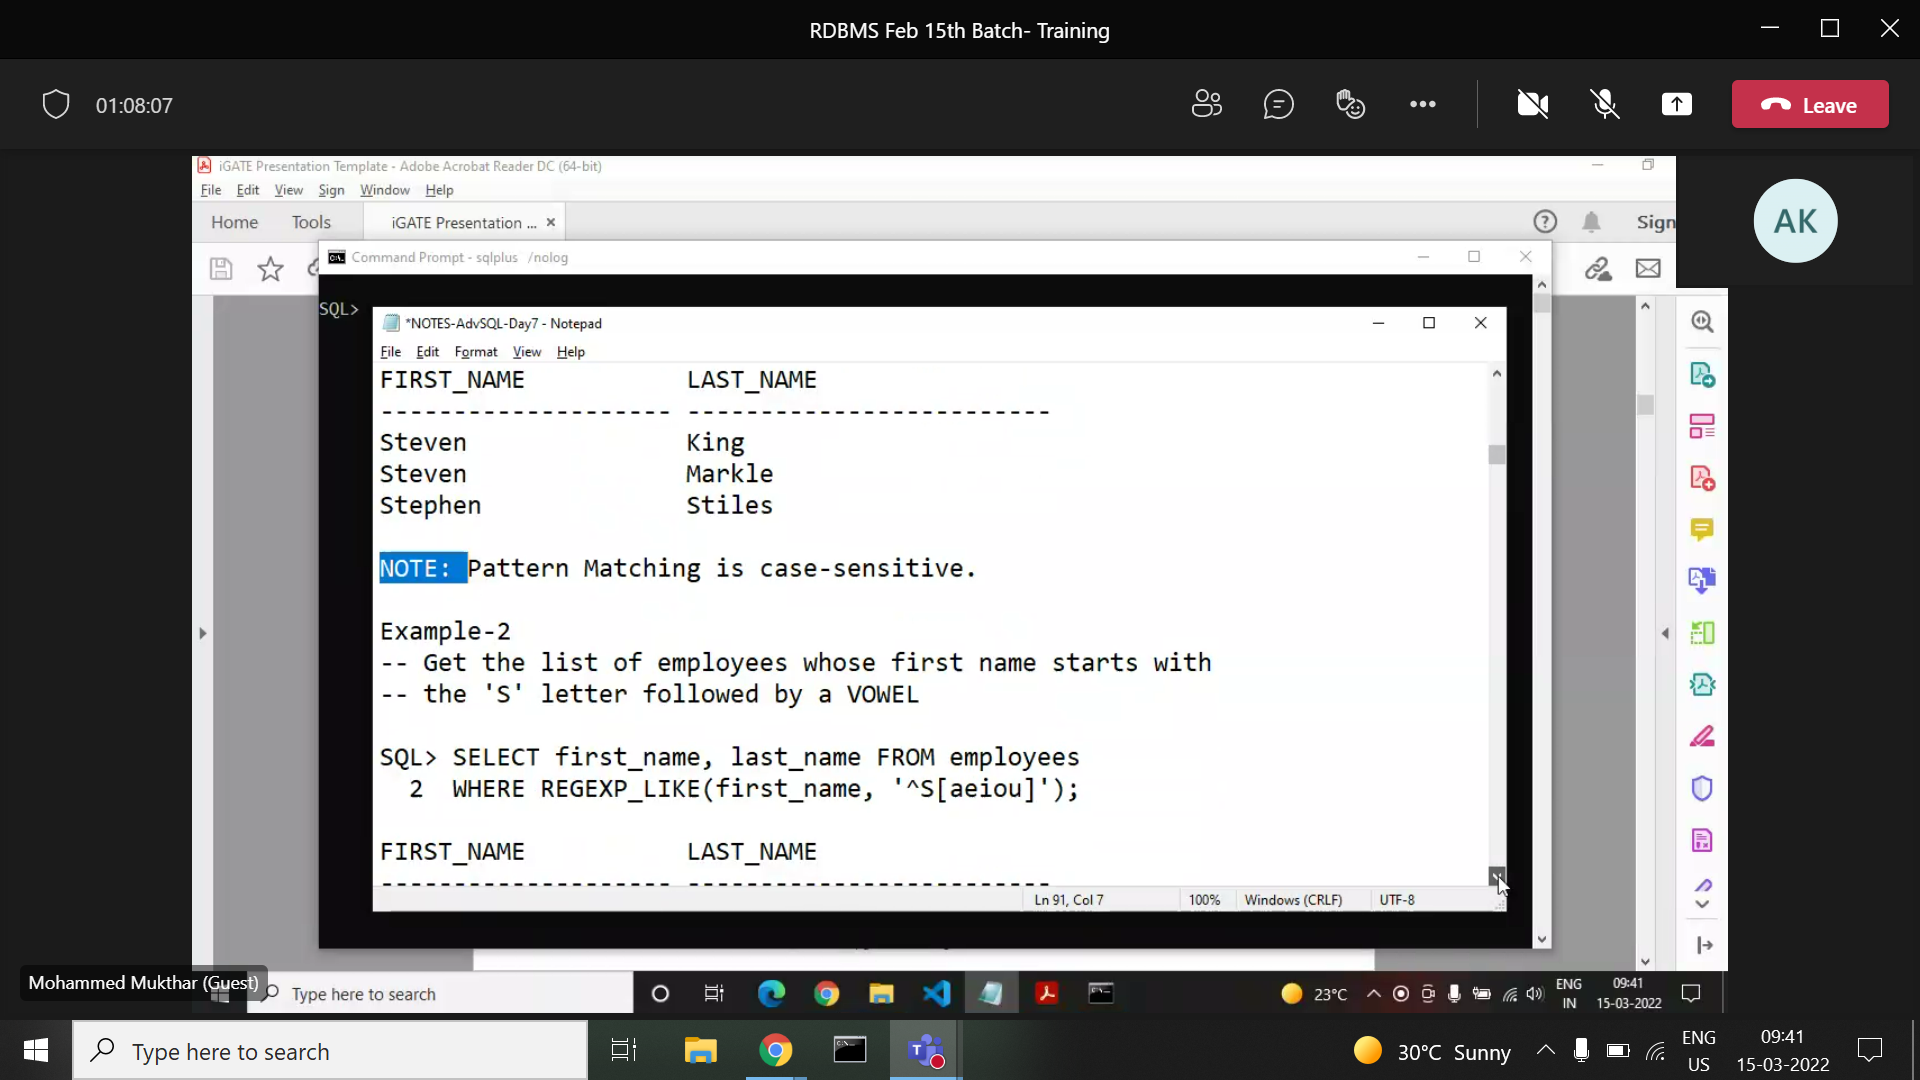 RDBMS Feb 15th Batch- Training
01:08:07
Leave
iGATE Presentation Template - Adobe Acrobat Reader DC (64-bit)
File Edit View Sign Window Help
Home Tools iGATE Presentation ... ×
Sign
AK
Command Prompt - sqlplus /nolog
SQL>
*NOTES-AdvSQL-Day7 - Notepad
File Edit Format View Help
FIRST_NAME LAST_NAME
-------------------- -------------------------
Steven King
Steven Markle
Stephen Stiles
NOTE: Pattern Matching is case-sensitive.
Example-2
-- Get the list of employees whose first name starts with
-- the 'S' letter followed by a VOWEL
SQL> SELECT first_name, last_name FROM employees
2 WHERE REGEXP_LIKE(first_name, '^S[aeiou]');
FIRST_NAME LAST_NAME
-------------------- -------------------------
Ln 91, Col 7 100% Windows (CRLF) UTF-8
Mohammed Mukthar (Guest)
Type here to search
23°C
ENG
IN
09:41
15-03-2022
Type here to search
30°C Sunny
ENG
US
09:41
15-03-2022